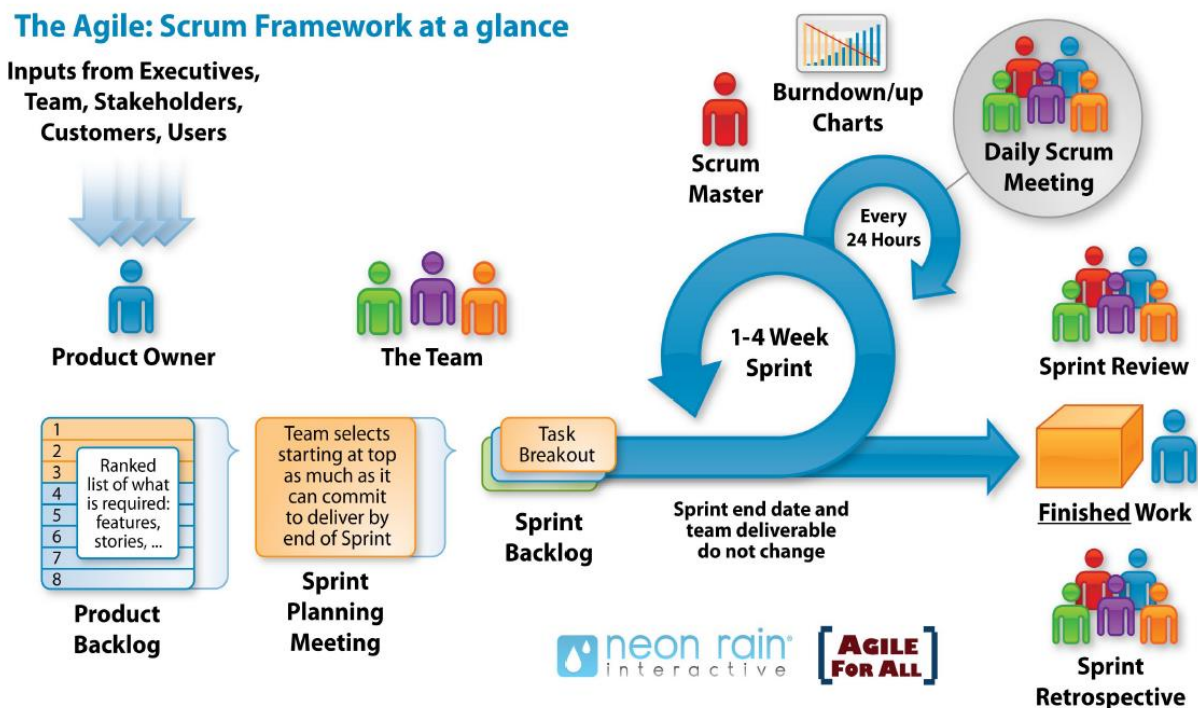 The Agile: Scrum Framework at a glance
Inputs from Executives,
Team, Stakeholders,
Customers, Users
Product Owner
The Team
Scrum
Master
Burndown/up
Charts
Daily Scrum
Meeting
Every
24 Hours
1-4 Week
Sprint
Sprint Review
1
2
3
4
5
6
7
8
Ranked
list of what
is required:
features,
stories, ...
Product
Backlog
Team selects
starting at top
as much as it
can commit
to deliver by
end of Sprint
Sprint
Planning
Meeting
Task
Breakout
Sprint
Backlog
Sprint end date and
team deliverable
do not change
Finished Work
Sprint
Retrospective
neon rain®
interactive
AGILE
FOR ALL